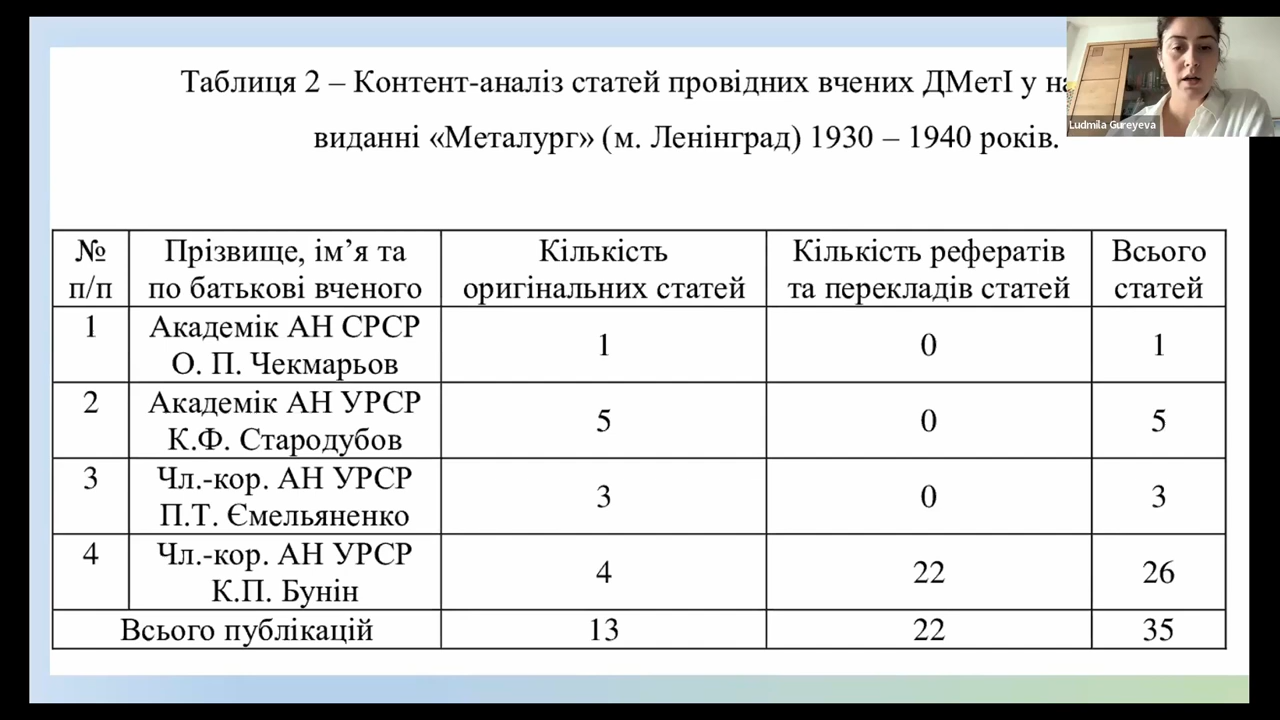 Таблиця 2 – Контент-аналіз статей провідних вчених ДМетІ у
виданні «Металург» (м. Ленінград) 1930 – 1940 років.
Ludmila Gureyeva
№ п/п
Прізвище, ім’я та по батькові вченого
Кількість оригінальних статей
Кількість рефератів та перекладів статей
Всього статей
1
Академік АН СРСР
О. П. Чекмарьов
1
0
1
2
Академік АН УРСР
К.Ф. Стародубов
5
0
5
3
Чл.-кор. АН УРСР
П.Т. Ємельяненко
3
0
3
4
Чл.-кор. АН УРСР
К.П. Бунін
4
22
26
Всього публікацій
13
22
35